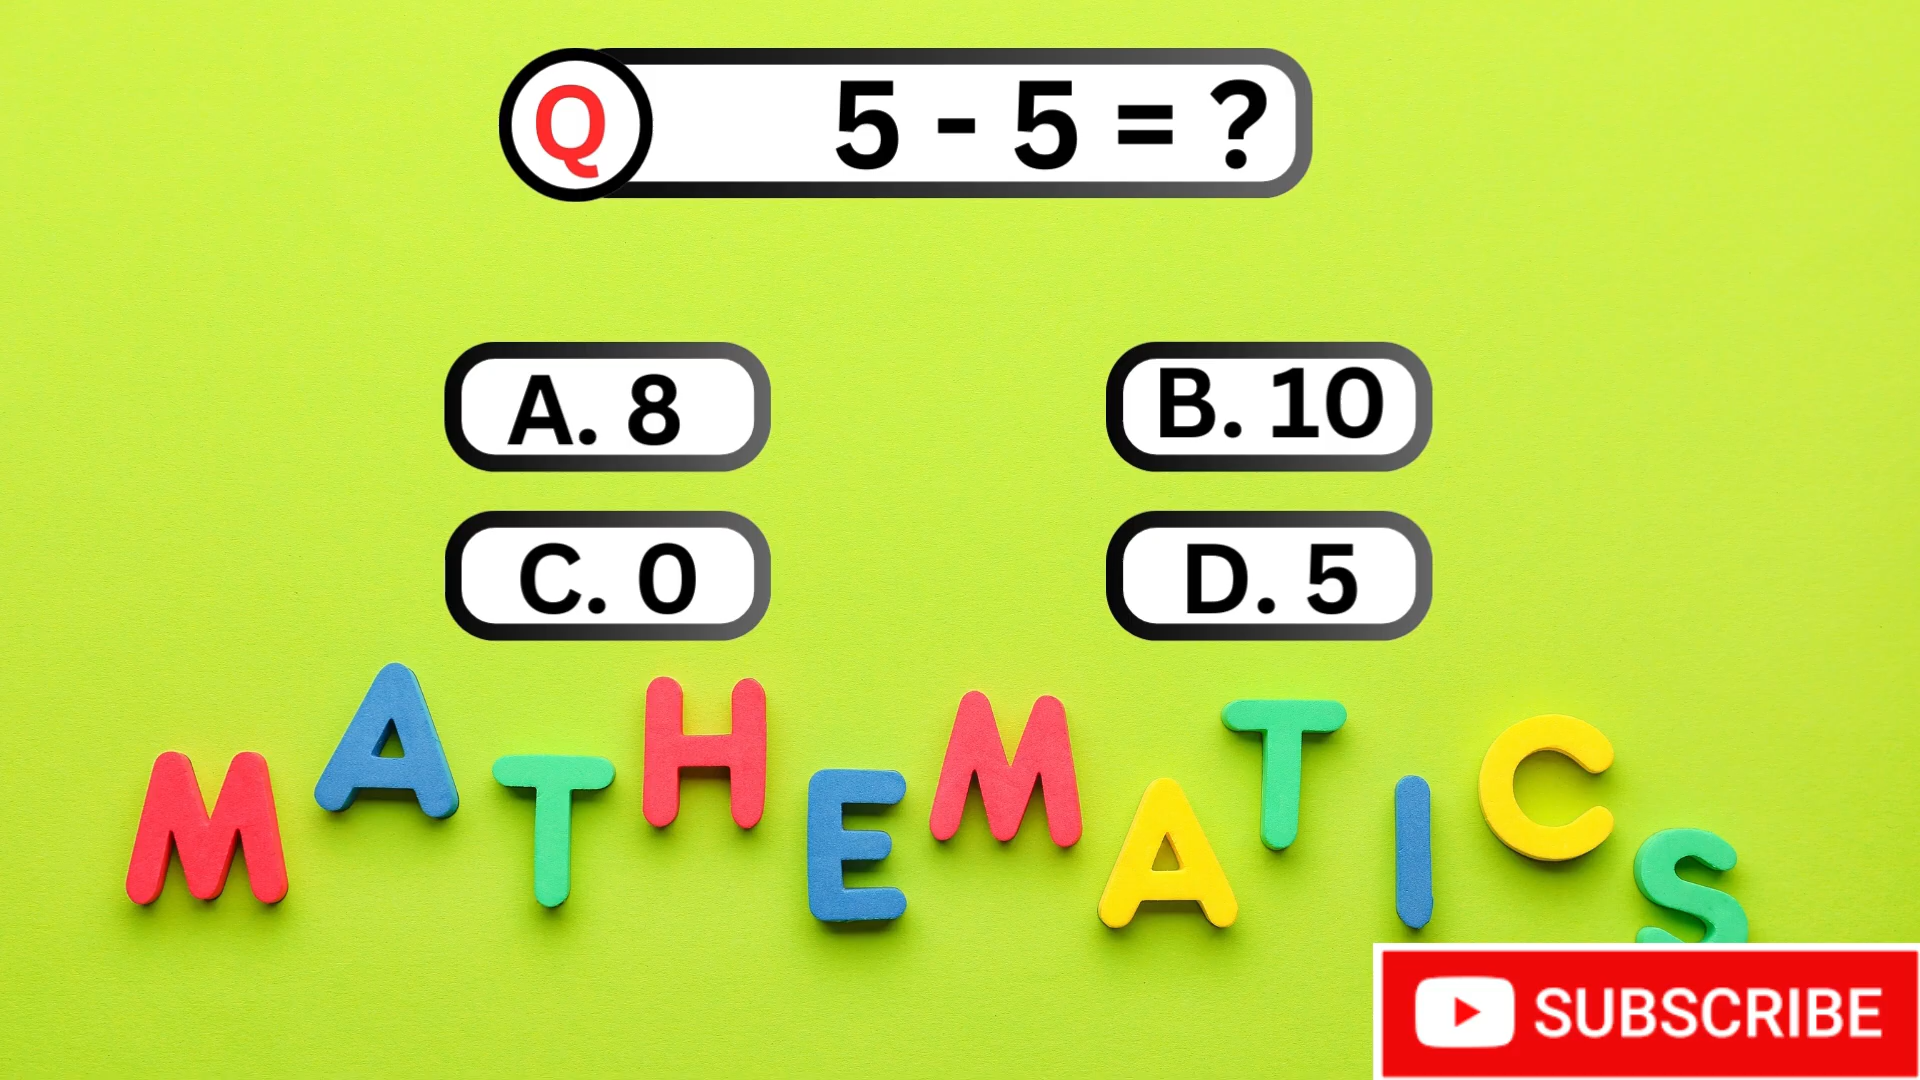 Q 5 - 5 = ?
A. 8
B. 10
C. 0
D. 5
MATHEMATICS
SUBSCRIBE